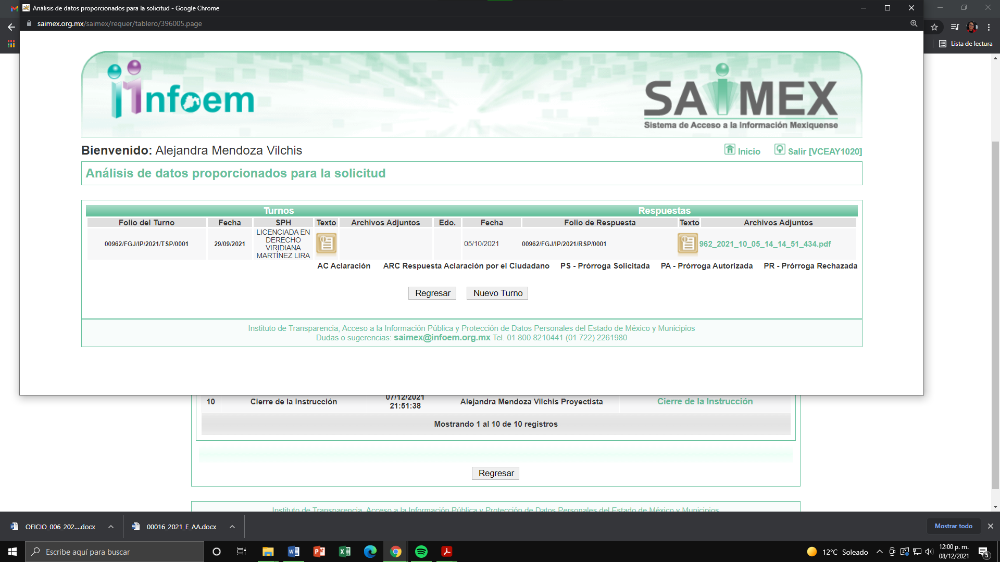 Análisis de datos proporcionados para la solicitud - Google Chrome
saimex.org.mx/saimex/requer/tablero/396005.page
Lista de lectura
infoem
SAIMEX
Sistema de Acceso a la Información Mexiquense
Bienvenido: Alejandra Mendoza Vilchis
Inicio
Salir [VCEAY1020]
Análisis de datos proporcionados para la solicitud
Turnos Respuestas
Folio del Turno Fecha SPH Texto Archivos Adjuntos Edo. Fecha Folio de Respuesta Texto Archivos Adjuntos
00962/FGJ/IP/2021/TSP/0001 29/09/2021 LICENCIADA EN DERECHO VIRIDIANA MARTÍNEZ LIRA 05/10/2021 00962/FGJ/IP/2021/RSP/0001 962_2021_10_05_14_14_51_434.pdf
AC Aclaración ARC Respuesta Aclaración por el Ciudadano PS - Prórroga Solicitada PA - Prórroga Autorizada PR - Prórroga Rechazada
Regresar Nuevo Turno
Instituto de Transparencia, Acceso a la Información Pública y Protección de Datos Personales del Estado de México y Municipios
Dudas o sugerencias: saimex@infoem.org.mx Tel. 01 800 8210441 (01 722) 2261980
10 Cierre de la instrucción 07/12/2021 21:51:38 Alejandra Mendoza Vilchis Proyectista Cierre de la Instrucción
Mostrando 1 al 10 de 10 registros
Regresar
Instituto de Transparencia, Acceso a la Información Pública y Protección de Datos Personales del Estado de México y Municipios
OFICIO_006_202....docx
00016_2021_E_AA.docx
Mostrar todo
Escribe aquí para buscar
12°C Soleado
12:00 p. m.
08/12/2021
5